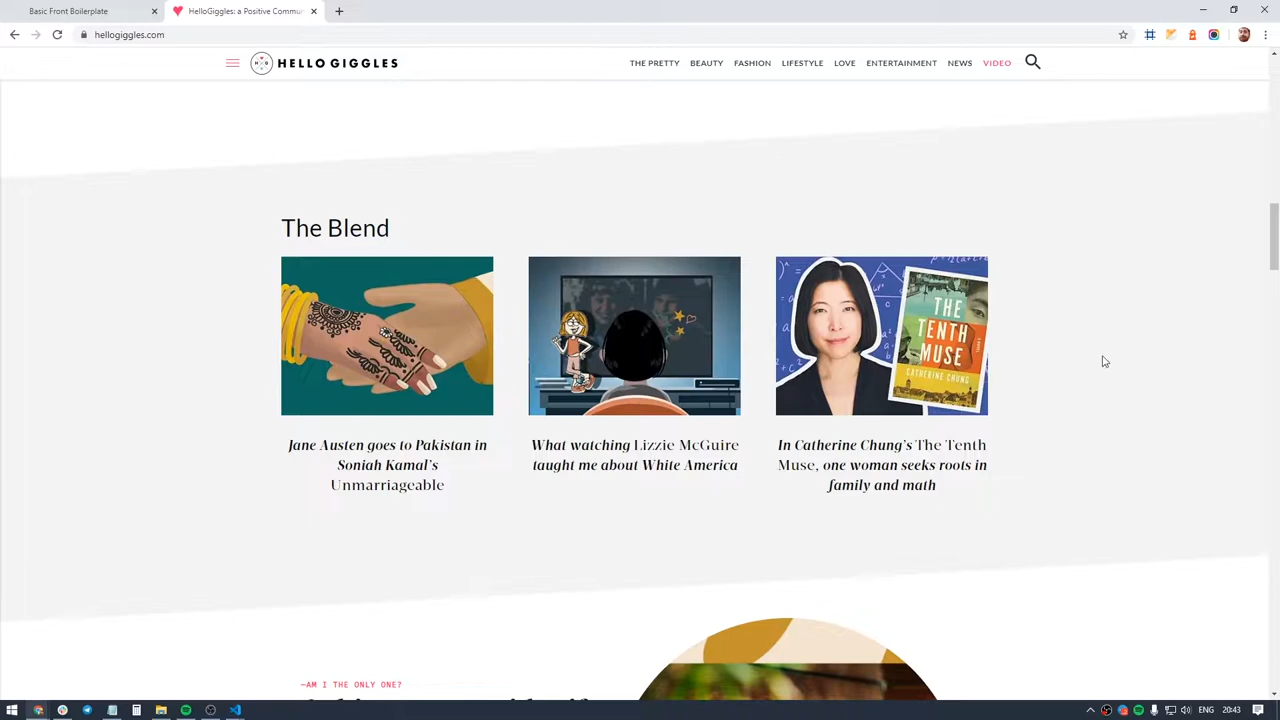 Basic Front Boilerplate
HelloGiggles: a Positive Commun
hellogiggles.com
HELLO GIGGLES
THE PRETTY BEAUTY FASHION LIFESTYLE LOVE ENTERTAINMENT NEWS VIDEO
The Blend
THE
TENTH
MUSE
CATHERINE CHUNG
Jane Austen goes to Pakistan in
Soniah Kamal's
Unmarriageable
What watching Lizzie McGuire
taught me about White America
In Catherine Chung's The Tenth
Muse, one woman seeks roots in
family and math
—AM I THE ONLY ONE?
ENG 20:43